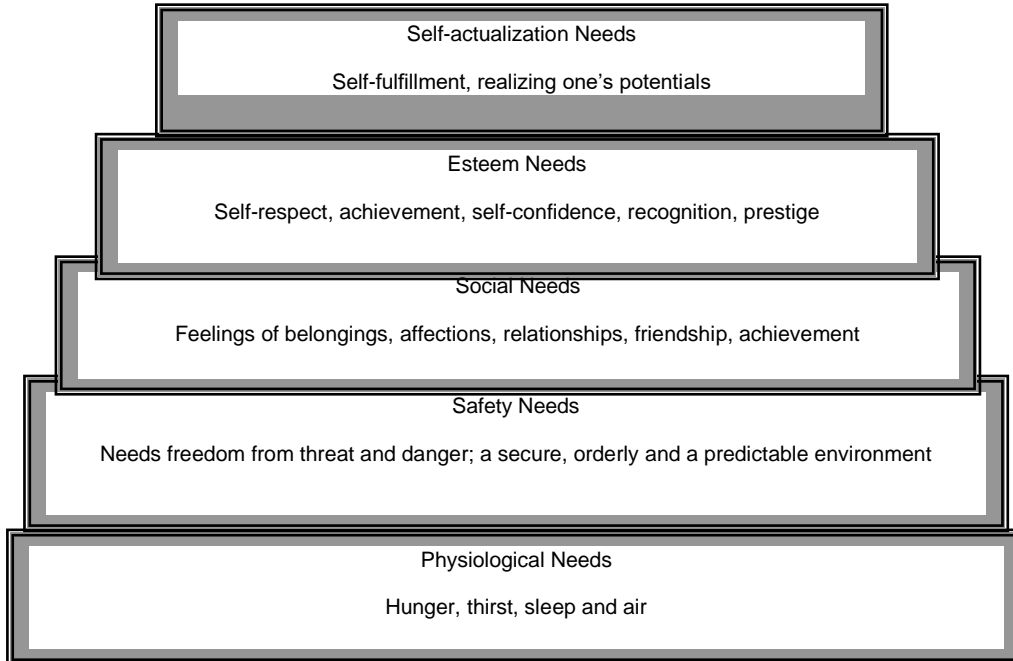 Self-actualization Needs
Self-fulfillment, realizing one’s potentials
Esteem Needs
Self-respect, achievement, self-confidence, recognition, prestige
Social Needs
Feelings of belongings, affections, relationships, friendship, achievement
Safety Needs
Needs freedom from threat and danger; a secure, orderly and a predictable environment
Physiological Needs
Hunger, thirst, sleep and air